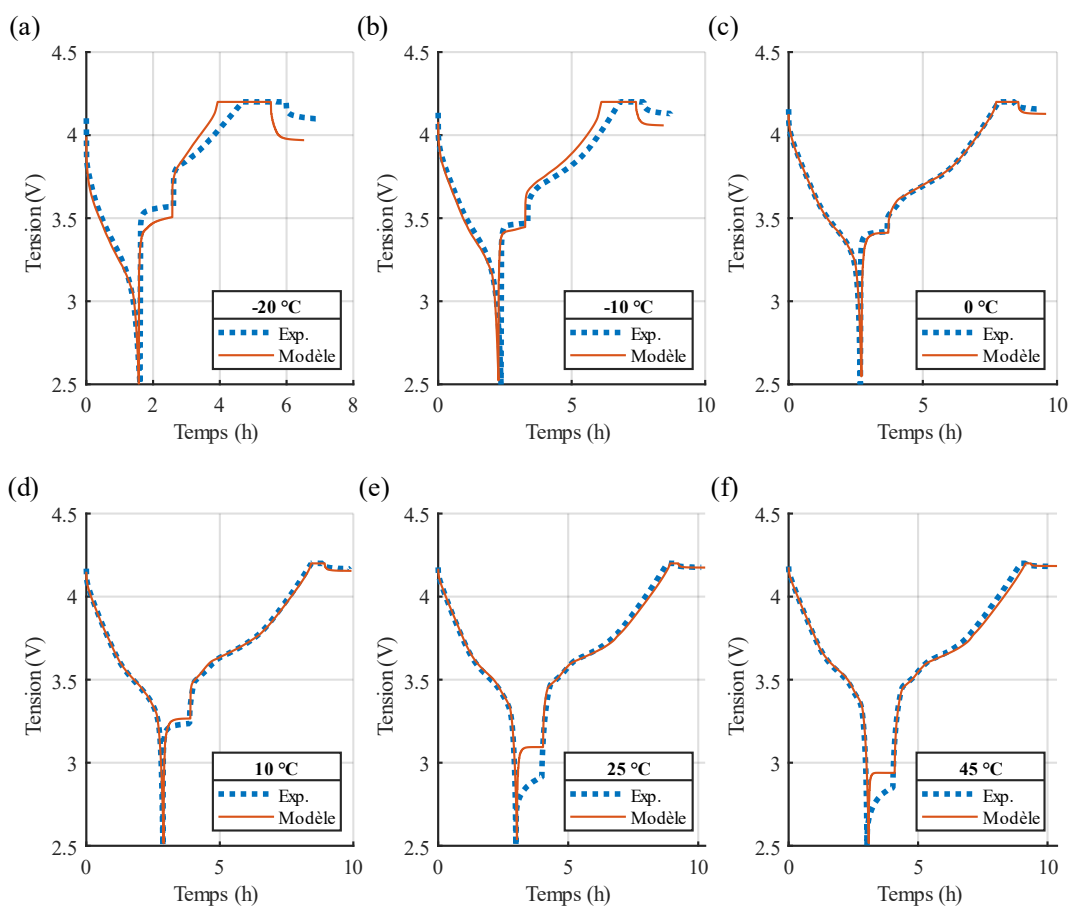 (a)
4.5
4
3.5
3
2.5
Tension (V)
0 2 4 6 8
Temps (h)
-20 °C
Exp.
Modèle
(b)
4.5
4
3.5
3
2.5
Tension (V)
0 5 10
Temps (h)
-10 °C
Exp.
Modèle
(c)
4.5
4
3.5
3
2.5
Tension (V)
0 5 10
Temps (h)
0 °C
Exp.
Modèle
(d)
4.5
4
3.5
3
2.5
Tension (V)
0 5 10
Temps (h)
10 °C
Exp.
Modèle
(e)
4.5
4
3.5
3
2.5
Tension (V)
0 5 10
Temps (h)
25 °C
Exp.
Modèle
(f)
4.5
4
3.5
3
2.5
Tension (V)
0 5 10
Temps (h)
45 °C
Exp.
Modèle